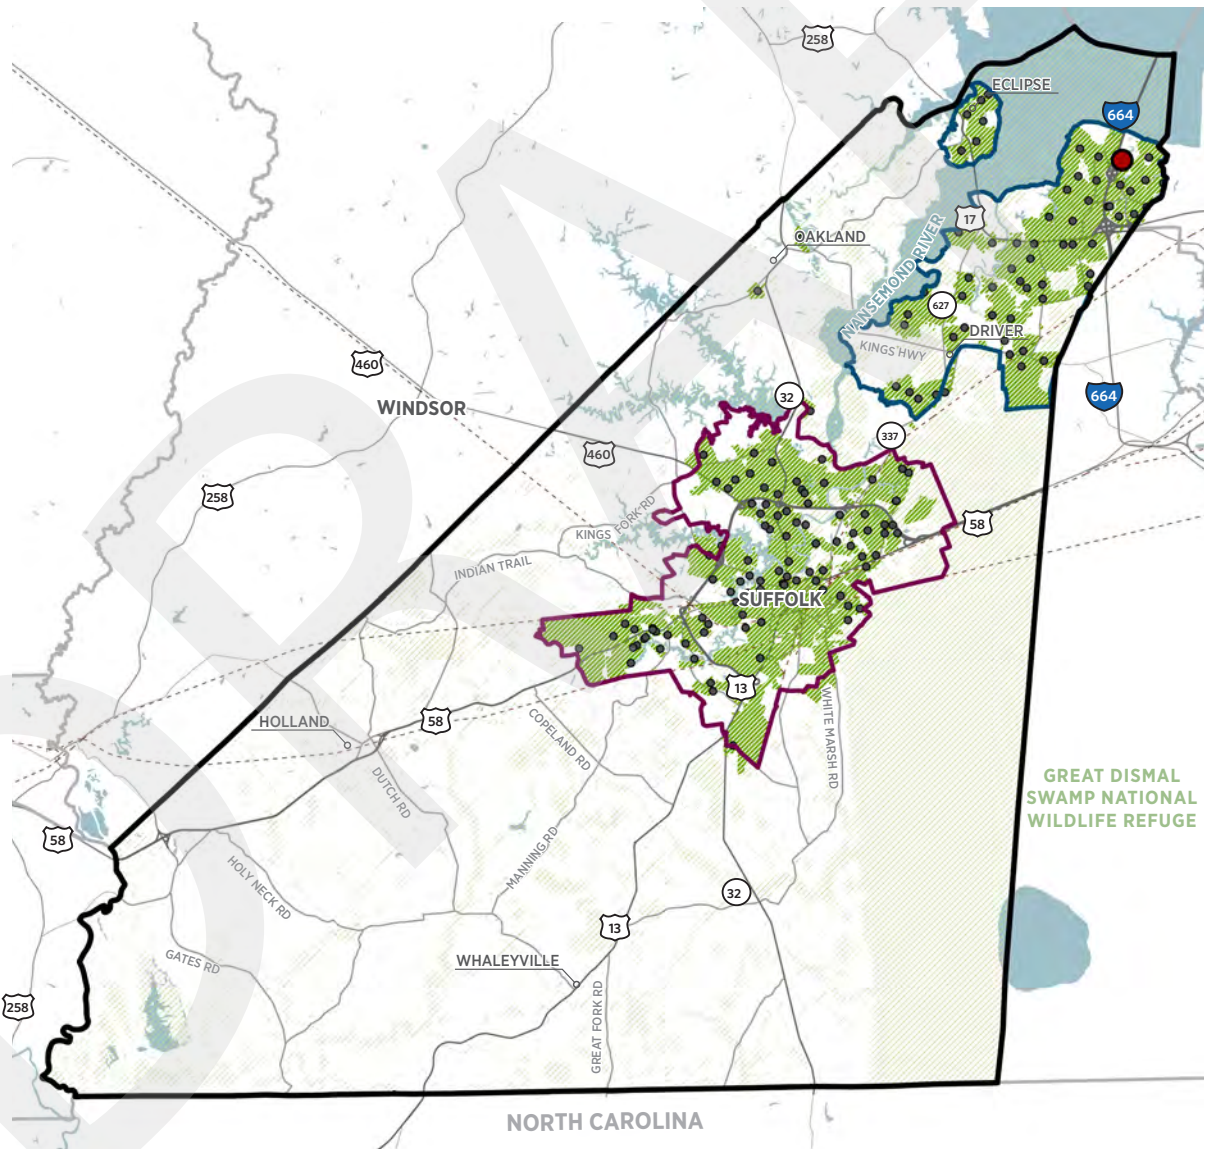 258
ECLIPSE
664
17
OAKLAND
NANSEMOND RIVER
627
DRIVER
KINGS HWY
460
664
32
WINDSOR
337
460
258
KINGS FORK RD
58
INDIAN TRAIL
SUFFOLK
13
HOLLAND
58
COPELAND RD
WHITE MARSH RD
DUTCH RD
GREAT DISMAL
SWAMP NATIONAL
WILDLIFE REFUGE
58
MANNING RD
HOLY NECK RD
32
13
GATES RD
WHALEYVILLE
258
GREAT FORK RD
NORTH CAROLINA
DRAFT